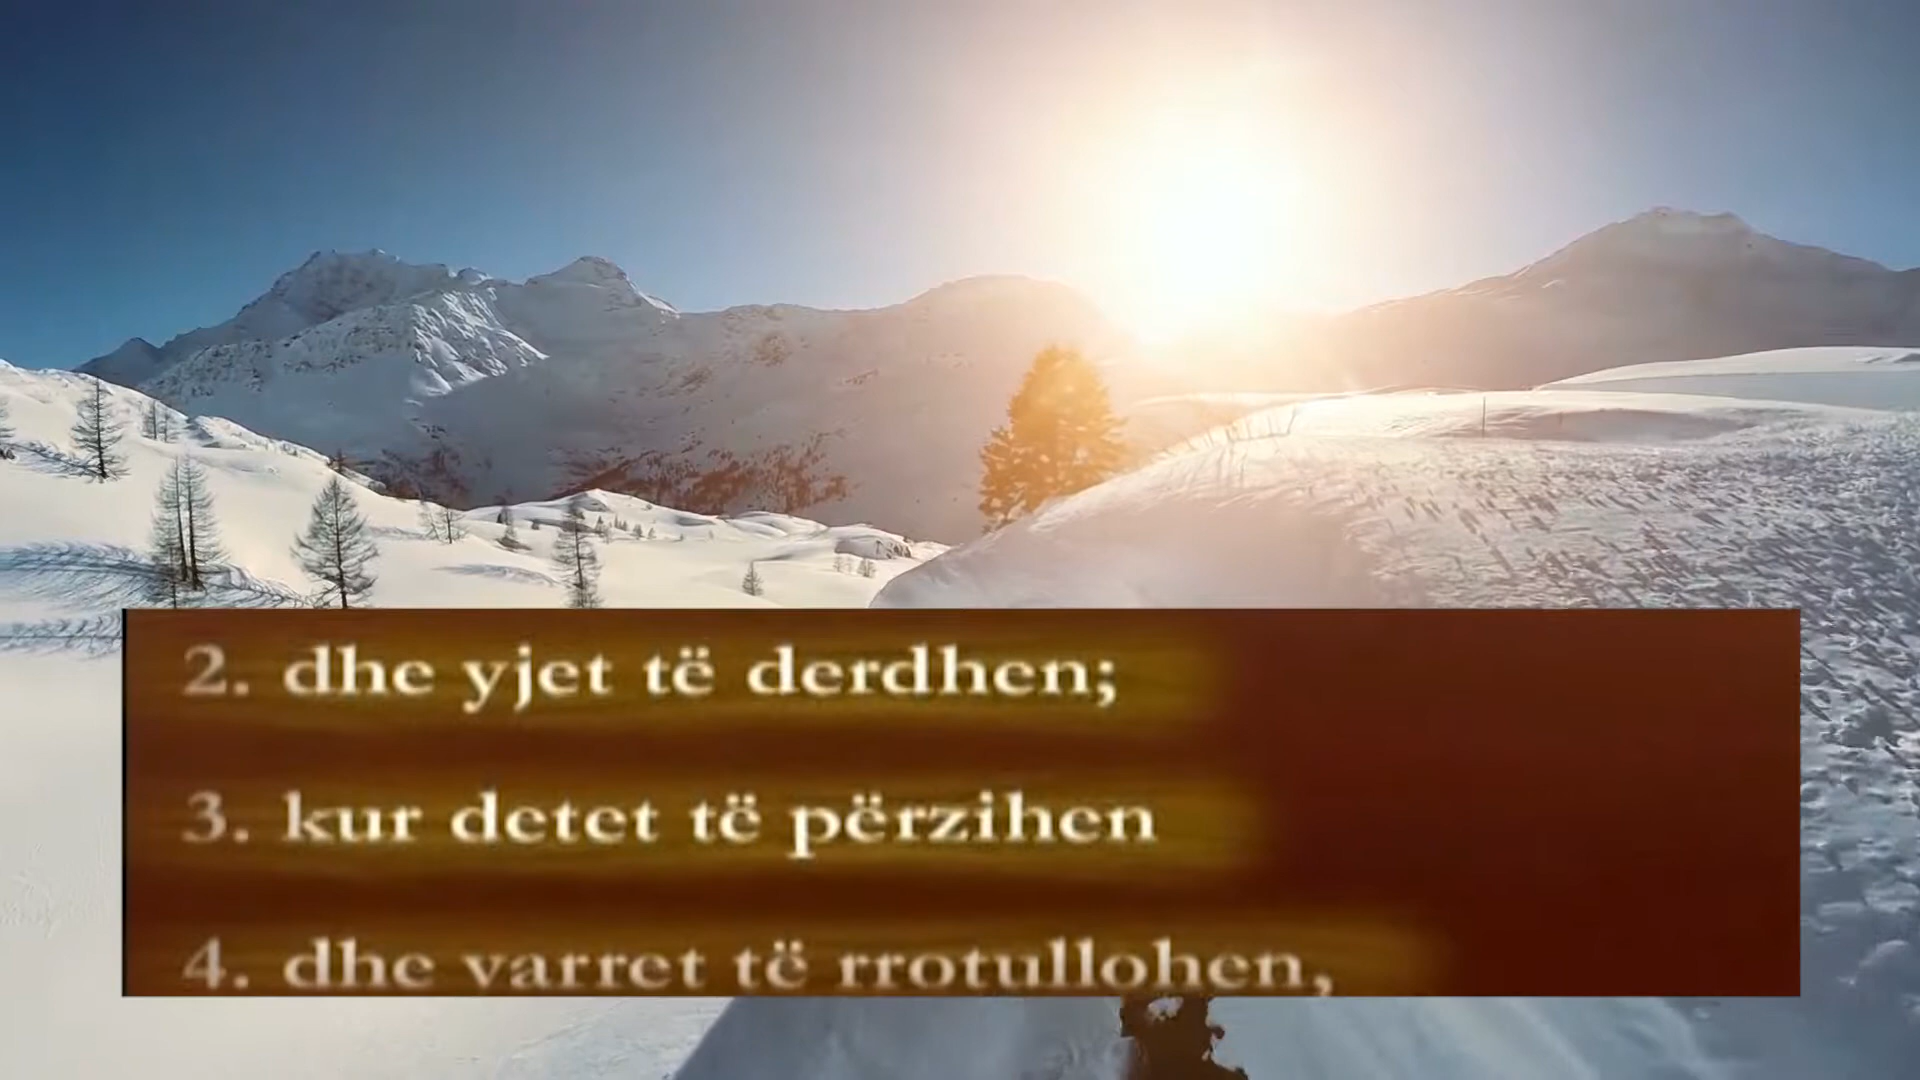 2. dhe yjet të derdhen;
3. kur detet të përzihen
4. dhe varret të rrotullohen,